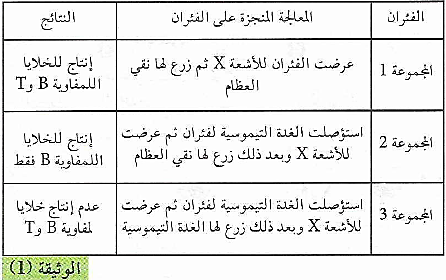 الفئران
المعالجة المنجزة على الفئران
النتائج
المجموعة 1
عرضت الفئران للأشعة X ثم زرع لها نقي
العظام
إنتاج للخلايا
اللمفاوية B و T
المجموعة 2
استؤصلت الغدة التيموسية لفئران ثم عرضت
للأشعة X وبعد ذلك زرع لها نقي العظام
إنتاج للخلايا
اللمفاوية B فقط
المجموعة 3
استؤصلت الغدة التيموسية لفئران ثم عرضت
للأشعة X وبعد ذلك زرع لها الغدة التيموسية
عدم إنتاج خلايا
لمفاوية B و T
الوثيقة (1)